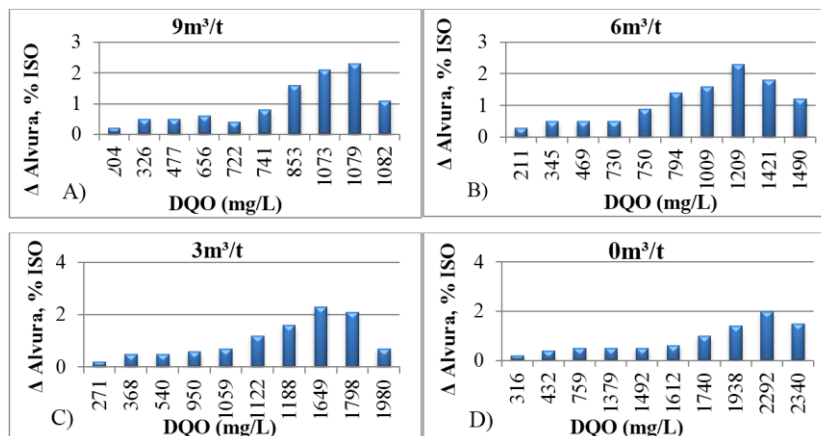 9m³/t
Δ Alvura, % ISO
3
2
1
0
204 326 477 656 722 741 853 1073 1079 1082
A)
DQO (mg/L)
6m³/t
Δ Alvura, % ISO
3
2
1
0
211 345 469 730 750 794 1009 1209 1421 1490
B)
DQO (mg/L)
3m³/t
Δ Alvura, % ISO
4
2
0
271 368 540 950 1059 1122 1188 1649 1798 1980
C)
DQO (mg/L)
0m³/t
Δ Alvura, % ISO
4
2
0
316 432 759 1379 1492 1612 1740 1938 2292 2340
D)
DQO (mg/L)